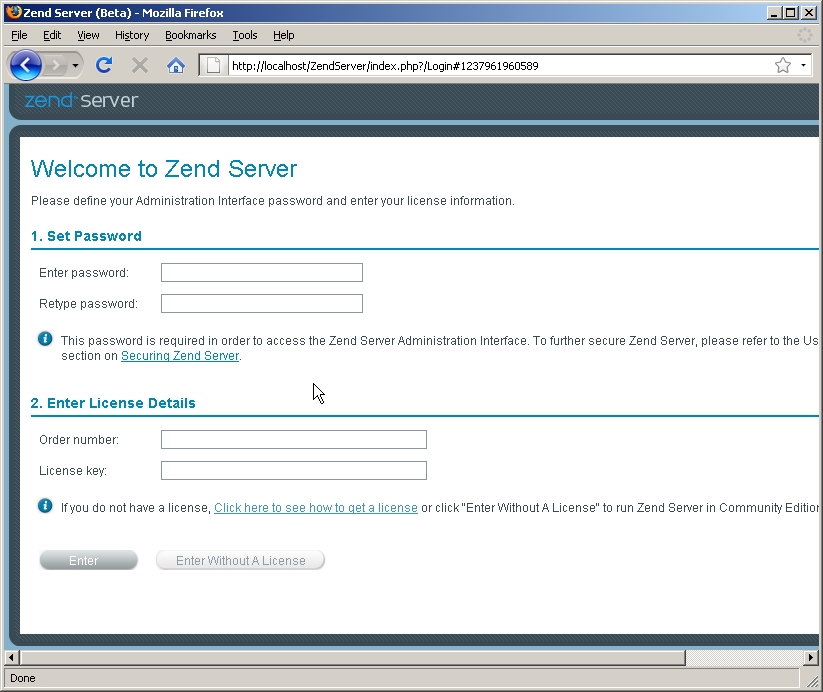 Zend Server (Beta) - Mozilla Firefox
File Edit View History Bookmarks Tools Help
http://localhost/ZendServer/index.php?/Login#1237961960589
zend server
Welcome to Zend Server
Please define your Administration Interface password and enter your license information.
1. Set Password
Enter password:
Retype password:
This password is required in order to access the Zend Server Administration Interface. To further secure Zend Server, please refer to the Us
section on Securing Zend Server.
2. Enter License Details
Order number:
License key:
If you do not have a license, Click here to see how to get a license or click "Enter Without A License" to run Zend Server in Community Edition
Enter Enter Without A License
Done